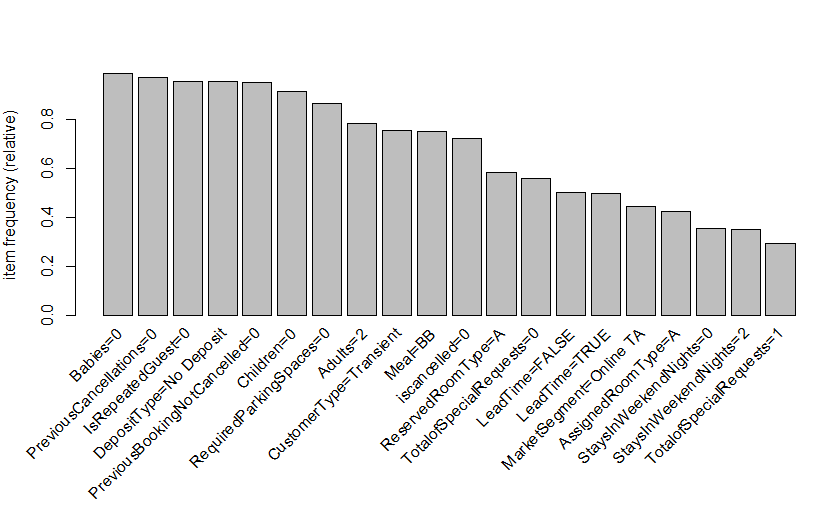 item frequency (relative)
0.0
0.2
0.4
0.6
0.8
Babies=0
PreviousCancellations=0
IsRepeatedGuest=0
DepositType=No Deposit
PreviousBookingNotCancelled=0
Children=0
RequiredParkingSpaces=0
Adults=2
CustomerType=Transient
Meal=BB
iscancelled=0
ReservedRoomType=A
TotalofSpecialRequests=0
LeadTime=FALSE
LeadTime=TRUE
MarketSegment=Online TA
AssignedRoomType=A
StaysInWeekendNights=0
StaysInWeekendNights=2
TotalofSpecialRequests=1